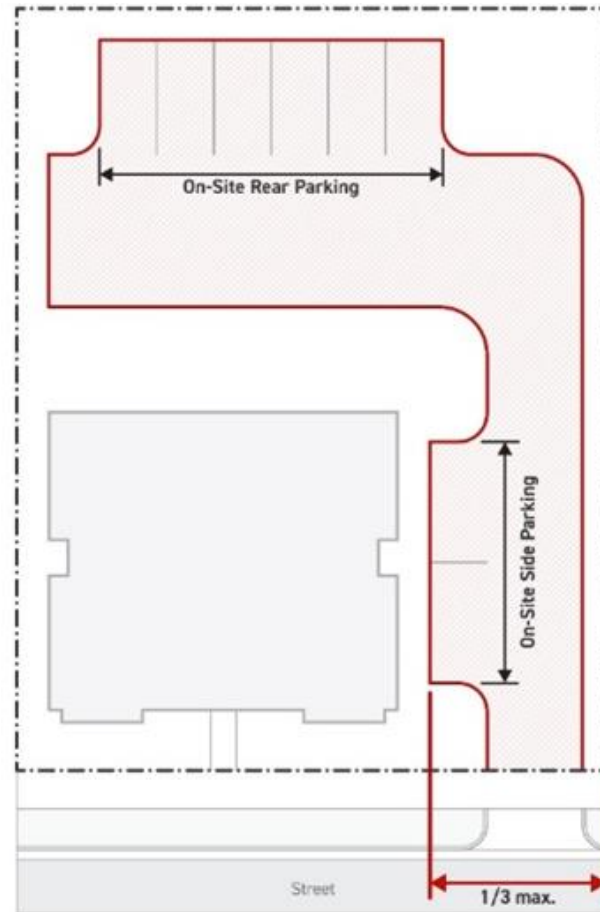 On-Site Rear Parking
On-Site Side Parking
Street
1/3 max.